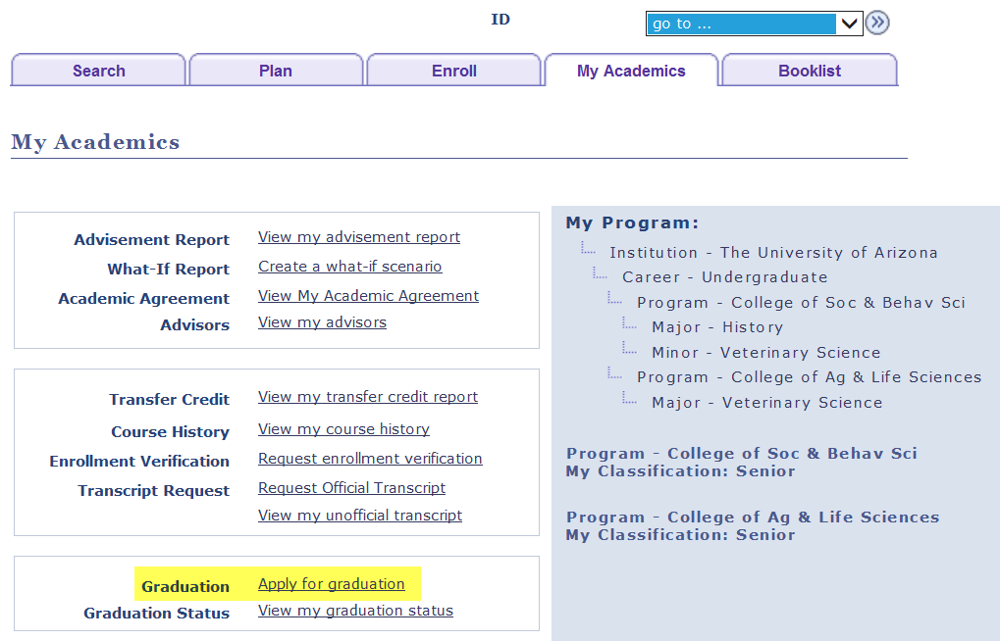 ID
go to ...
Search Plan Enroll My Academics Booklist
My Academics
Advisement Report View my advisement report
What-If Report Create a what-if scenario
Academic Agreement View My Academic Agreement
Advisors View my advisors
Transfer Credit View my transfer credit report
Course History View my course history
Enrollment Verification Request enrollment verification
Transcript Request Request Official Transcript
View my unofficial transcript
Graduation Apply for graduation
Graduation Status View my graduation status
My Program:
Institution - The University of Arizona
Career - Undergraduate
Program - College of Soc & Behav Sci
Major - History
Minor - Veterinary Science
Program - College of Ag & Life Sciences
Major - Veterinary Science
Program - College of Soc & Behav Sci
My Classification: Senior
Program - College of Ag & Life Sciences
My Classification: Senior